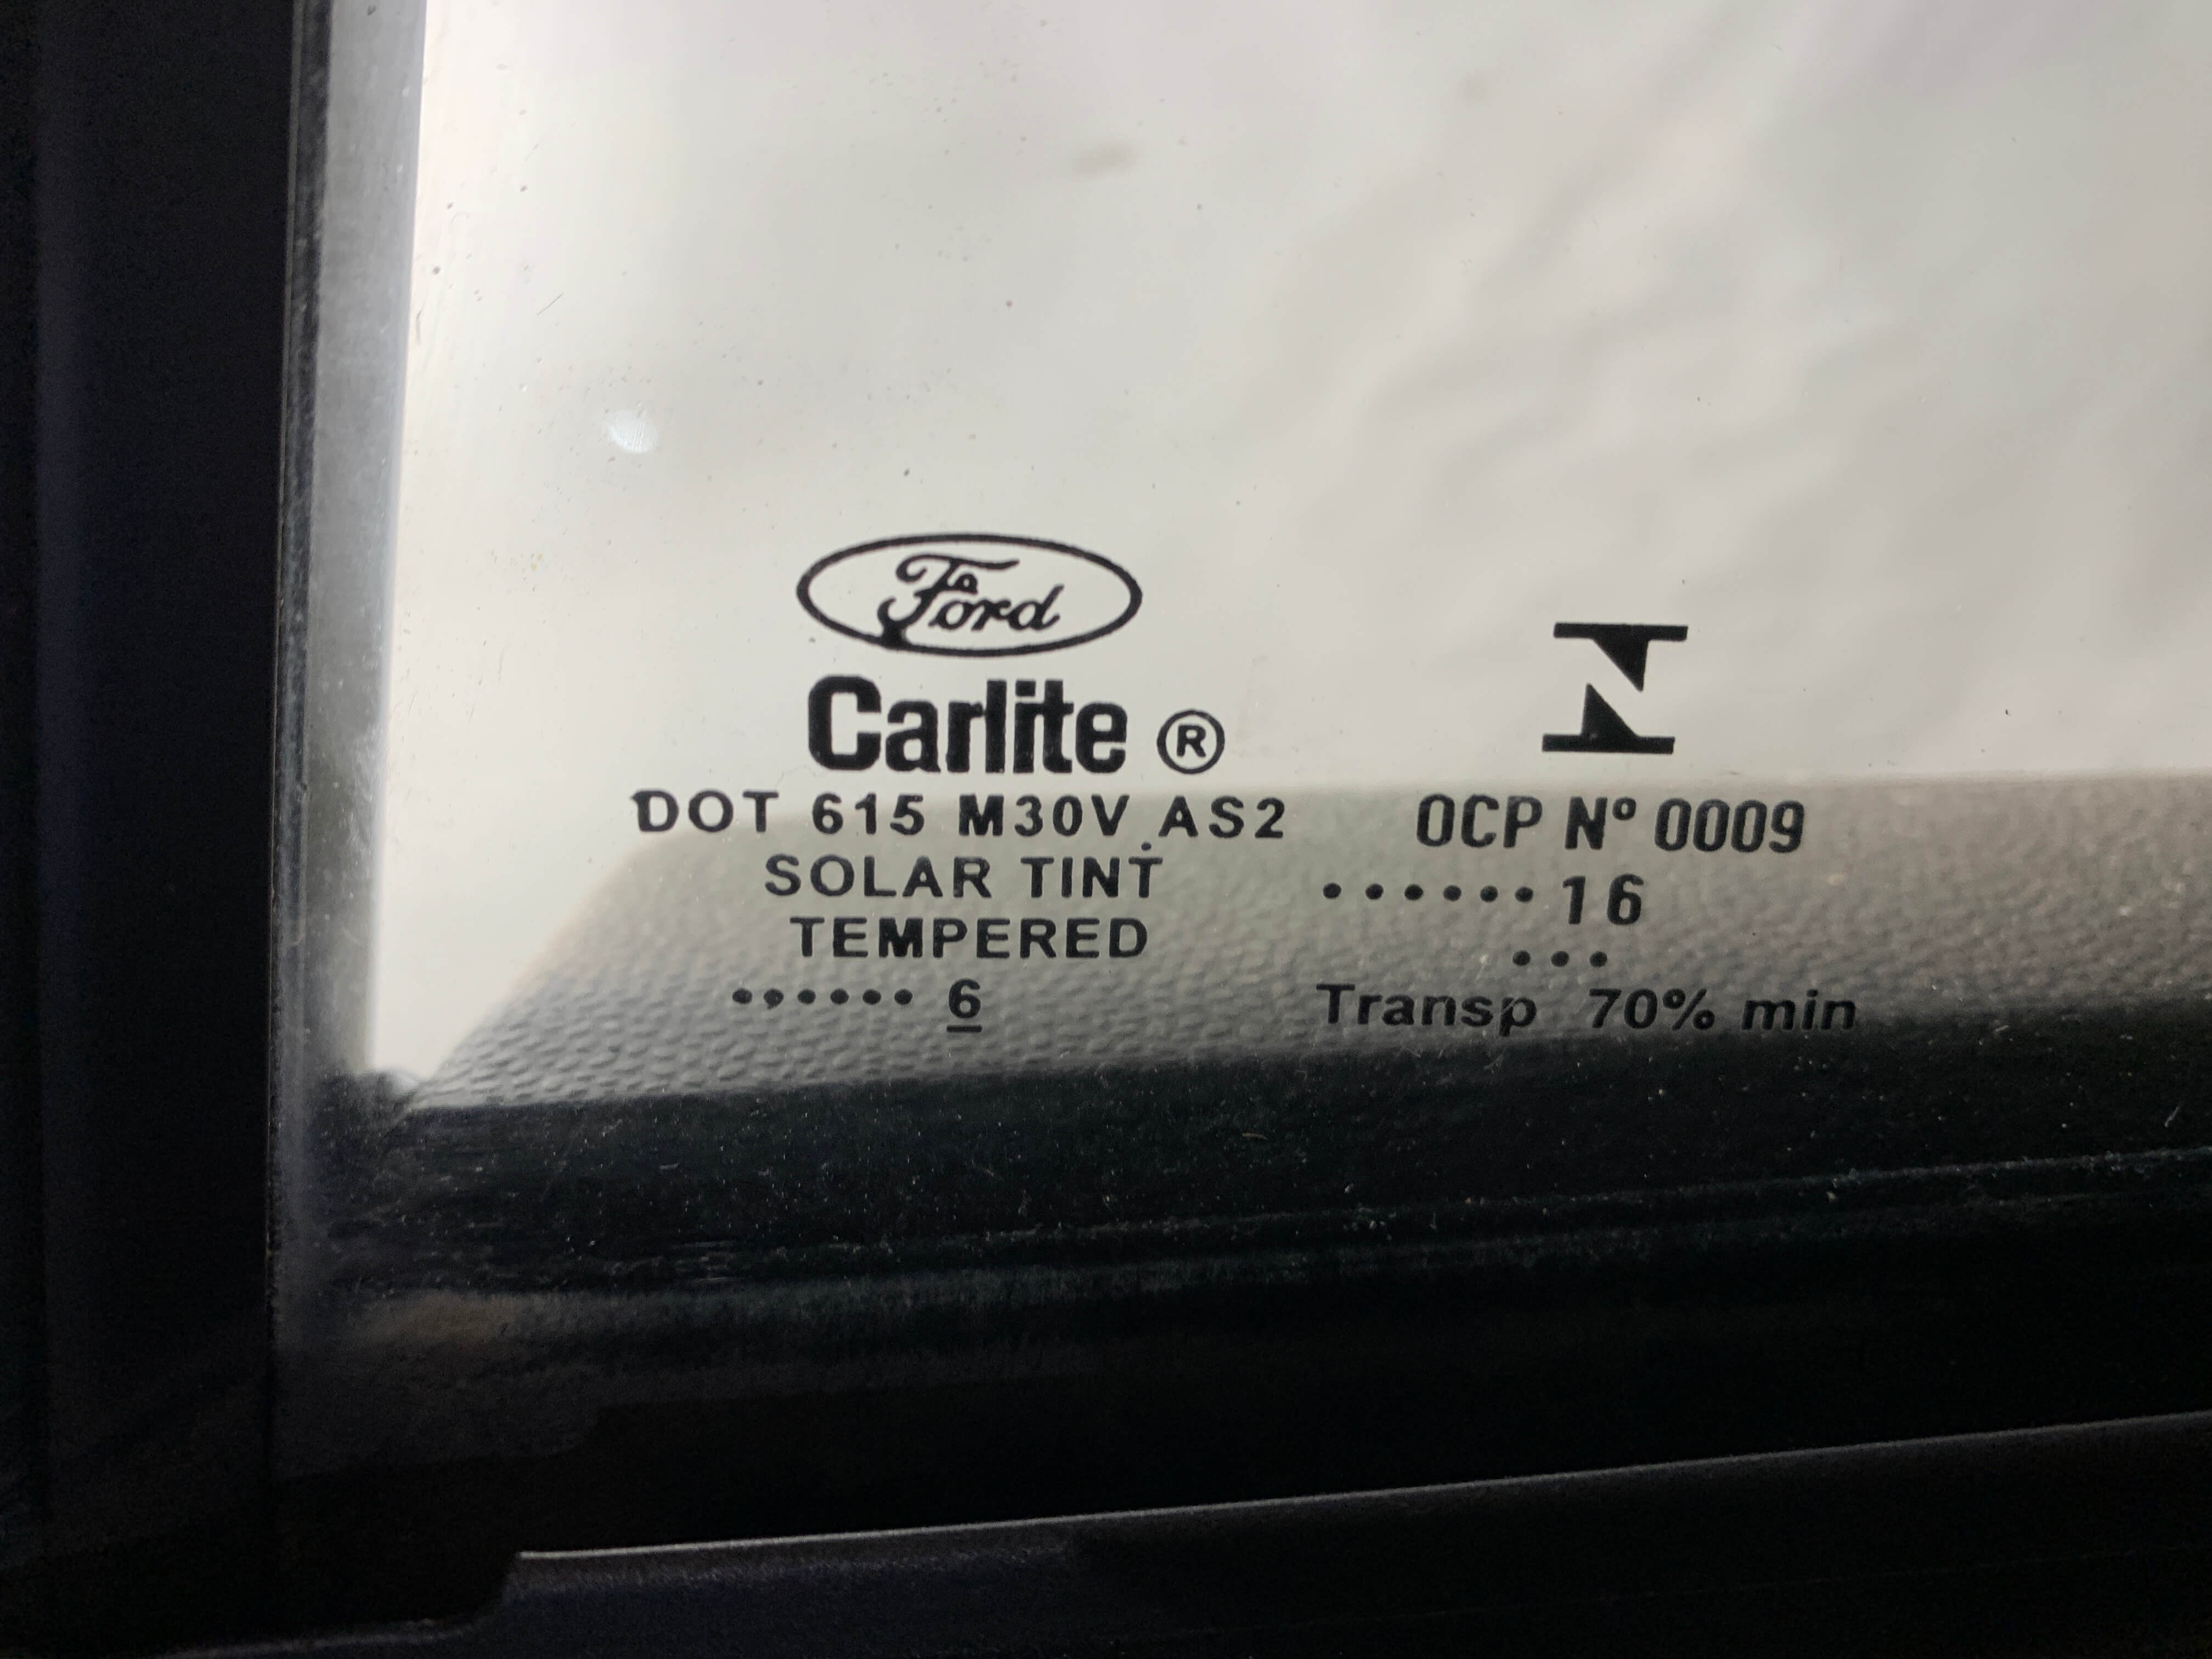 Ford
Carlite ®
DOT 615 M30V AS2
SOLAR TINT
TEMPERED
...... 6
OCP Nº 0009
...... 16
...
Transp 70% min